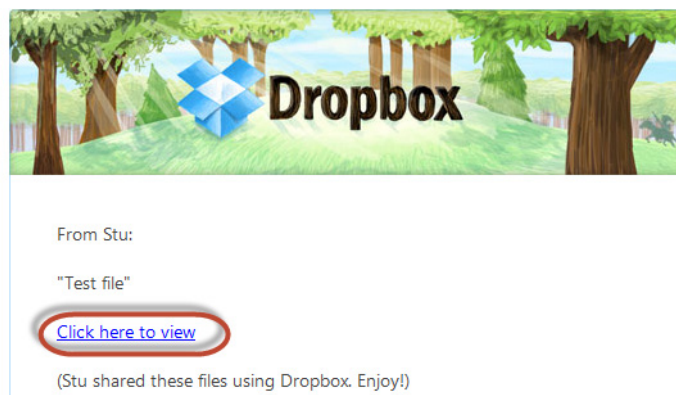 Dropbox
From Stu:
"Test file"
Click here to view
(Stu shared these files using Dropbox. Enjoy!)